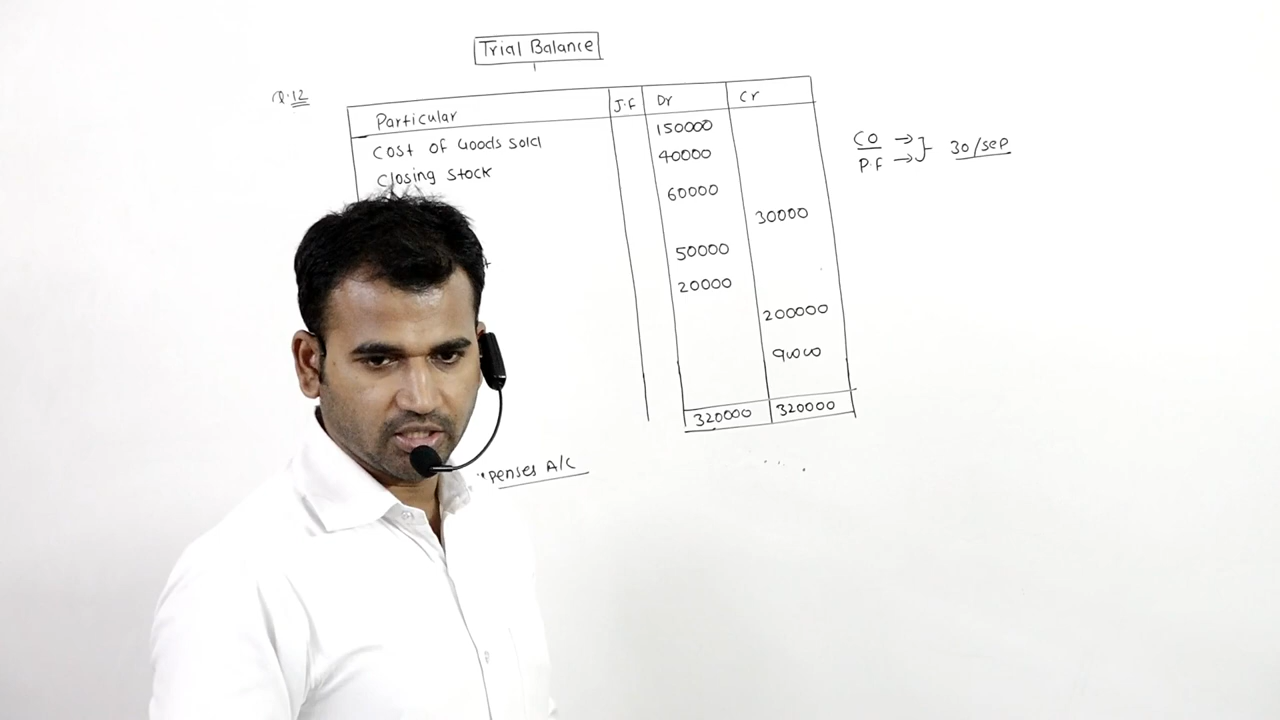 Trial Balance
Q.12
Particular J.F Dr Cr
Cost of Goods Sold 150000
Closing Stock 40000
60000
30000
50000
20000
200000
90000
320000 320000
penses A/C
CO →
P.F →
30/Sep